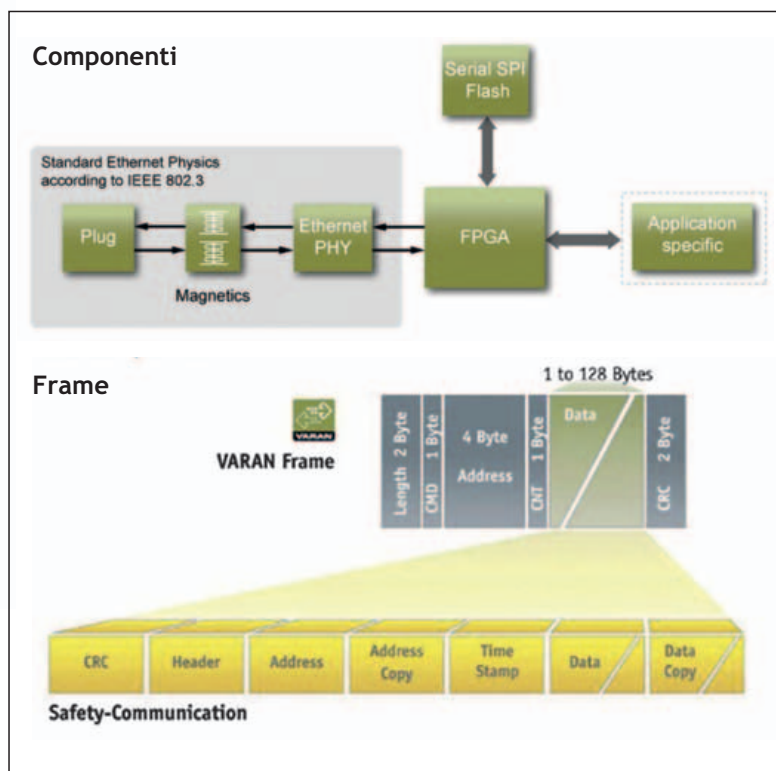 Componenti
Serial SPI
Flash
Standard Ethernet Physics
according to IEEE 802.3
Plug
Magnetics
Ethernet
PHY
FPGA
Application
specific
Frame
VARAN
VARAN Frame
1 to 128 Bytes
Length 2 Byte
CMD 1 Byte
4 Byte
Address
CNT 1 Byte
Data
CRC 2 Byte
CRC
Header
Address
Address
Copy
Time
Stamp
Data
Data
Copy
Safety-Communication